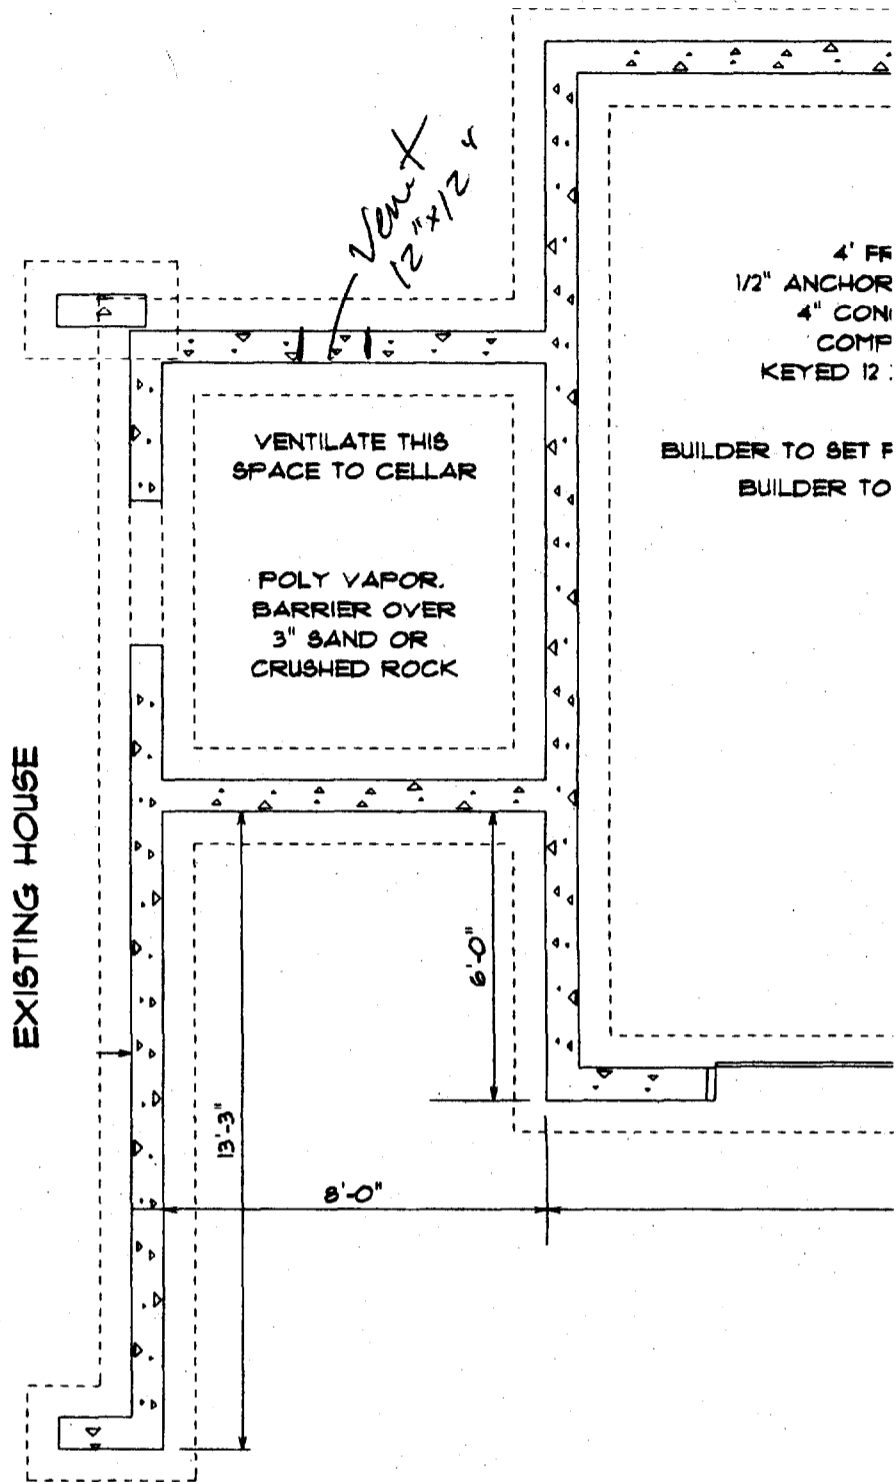 Vent
12"x12"
4' FR
1/2" ANCHOR
4" CON
COMP
KEYED 12
BUILDER TO SET
BUILDER TO
VENTILATE THIS
SPACE TO CELLAR
POLY VAPOR.
BARRIER OVER
3" SAND OR
CRUSHED ROCK
EXISTING HOUSE
6'-0"
13'-3"
8'-0"